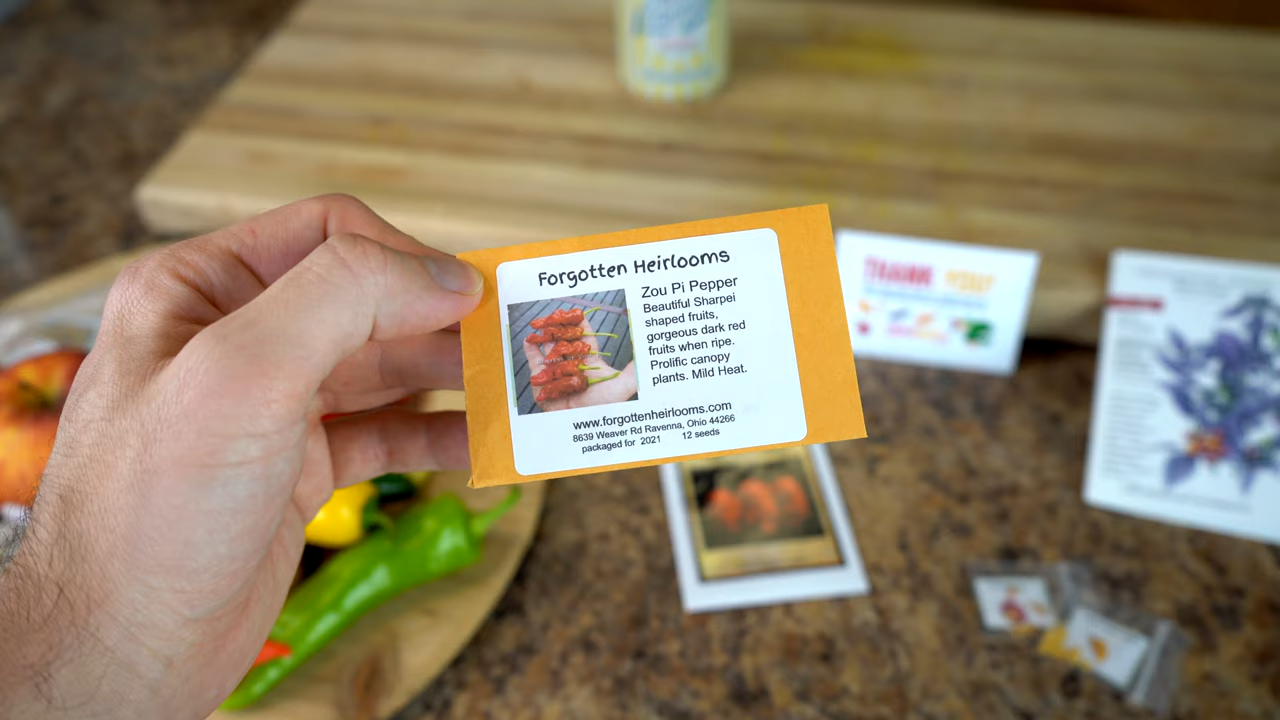 Forgotten Heirlooms
Zou Pi Pepper
Beautiful Sharpei
shaped fruits,
gorgeous dark red
fruits when ripe.
Prolific canopy
plants. Mild Heat.
www.forgottenheirlooms.com
8639 Weaver Rd Ravenna, Ohio 44266
packaged for 2021 12 seeds
THANK YOU!